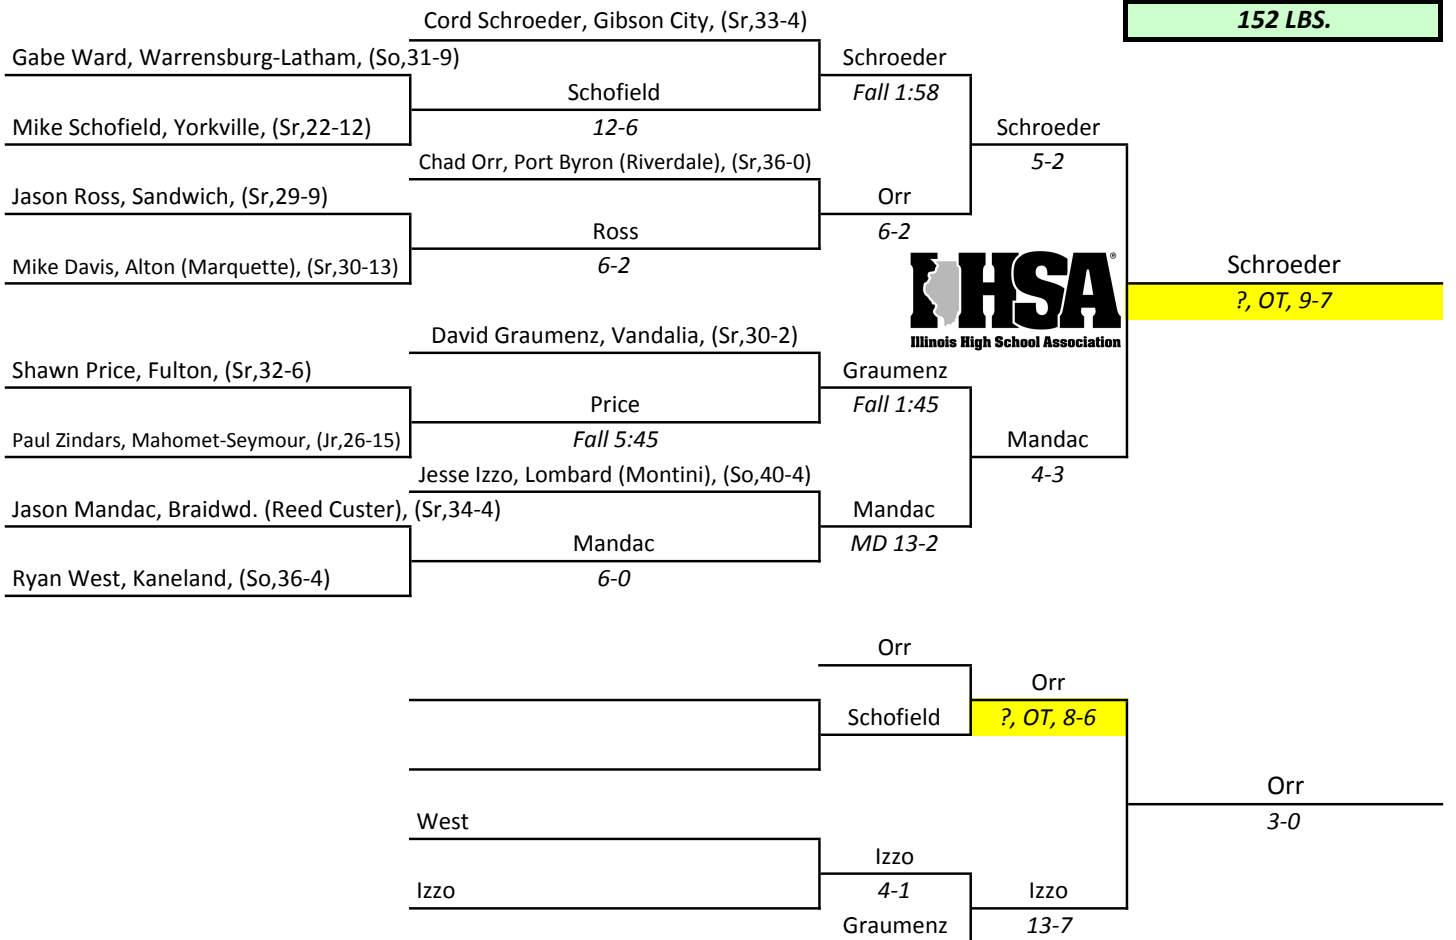 Cord Schroeder, Gibson City, (Sr,33-4)
152 LBS.
Gabe Ward, Warrensburg-Latham, (So,31-9)
Schroeder
Schofield
Fall 1:58
Mike Schofield, Yorkville, (Sr,22-12)
12-6
Schroeder
Chad Orr, Port Byron (Riverdale), (Sr,36-0)
5-2
Jason Ross, Sandwich, (Sr,29-9)
Orr
Ross
6-2
Mike Davis, Alton (Marquette), (Sr,30-13)
6-2
IHSA®
Illinois High School Association
Schroeder
?, OT, 9-7
David Graumenz, Vandalia, (Sr,30-2)
Shawn Price, Fulton, (Sr,32-6)
Graumenz
Price
Fall 1:45
Paul Zindars, Mahomet-Seymour, (Jr,26-15)
Fall 5:45
Mandac
Jesse Izzo, Lombard (Montini), (So,40-4)
4-3
Jason Mandac, Braidwd. (Reed Custer), (Sr,34-4)
Mandac
Mandac
MD 13-2
Ryan West, Kaneland, (So,36-4)
6-0
Orr
Orr
Schofield
?, OT, 8-6
Orr
West
3-0
Izzo
Izzo
4-1
Izzo
Graumenz
13-7